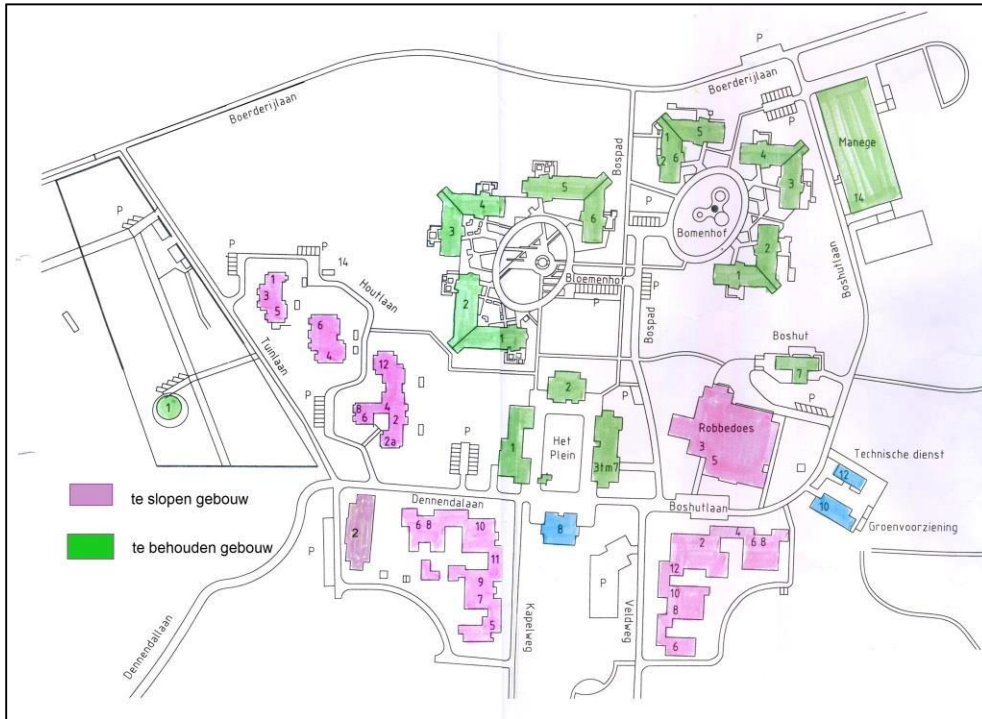 P
Boerderijlaan
Boerderijlaan
P
Manege
14
1
5
2
6
4
3
Bospad
5
6
4
3
P
Bomenhof
2
1
Boshutlaan
P
P
P
14
1
3
5
Houtlaan
Bloemenhof
P
2
1
6
4
Tuinlaan
Bospad
Boshut
7
1
P
12
8
6
4
2
2a
2
P
P
Robbedoes
3
5
1
Het
Plein
3tm7
P
Technische dienst
12
10
Groenvoorziening
te slopen gebouw
te behouden gebouw
Dennendalaan
Boshutlaan
2
6 8
10
8
11
9
7
5
P
P
2
4
6 8
12
10
8
6
Kapelweg
Veldweg
Dennendallaan